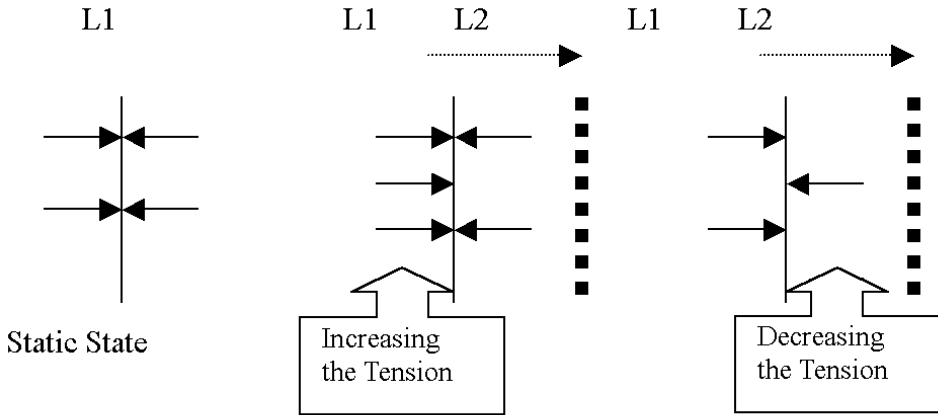 L1 L1 L2 L1 L2
Static State
Increasing
the Tension
Decreasing
the Tension